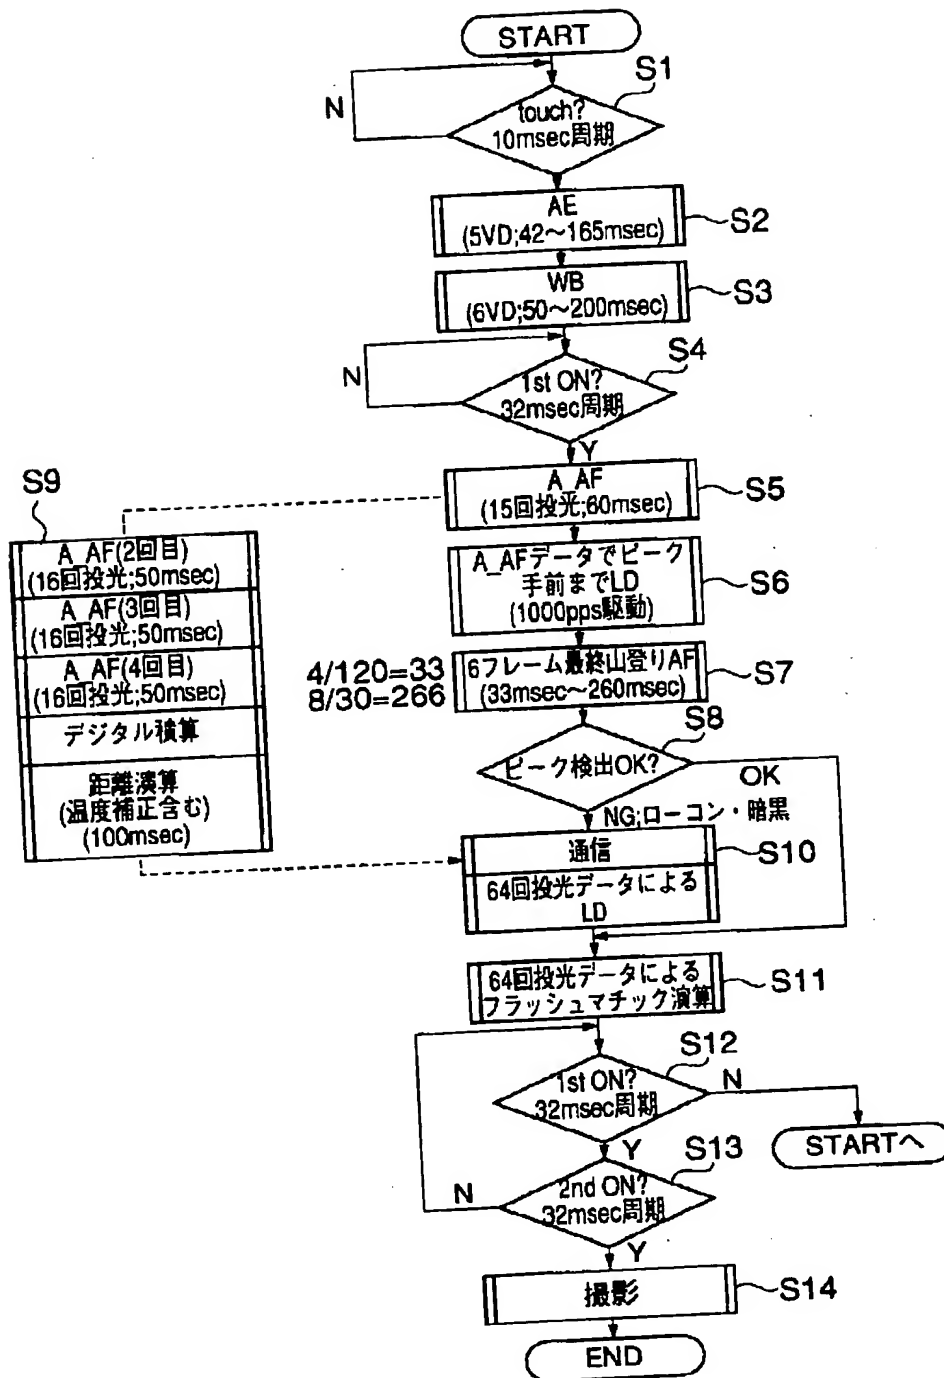 START
S1
N
touch?
10msec周期
AE
(5VD;42～165msec)
S2
WB
(6VD;50～200msec)
S3
S4
N
1st ON?
32msec周期
Y
S9
A_AF
(15回投光;60msec)
S5
A_AF(2回目)
(16回投光;50msec)
A_AF(3回目)
(16回投光;50msec)
A_AF(4回目)
(16回投光;50msec)
デジタル積算
距離演算
(温度補正含む)
(100msec)
A_AFデータでピーク
手前までLD
(1000pps駆動)
S6
4/120=33
8/30=266
6フレーム最終山登りAF
(33msec～260msec)
S7
S8
ピーク検出OK?
OK
NG;ローコン・暗黒
通信
S10
64回投光データによる
LD
64回投光データによる
フラッシュマチック演算
S11
S12
1st ON?
32msec周期
N
STARTへ
Y
S13
N
2nd ON?
32msec周期
Y
撮影
S14
END